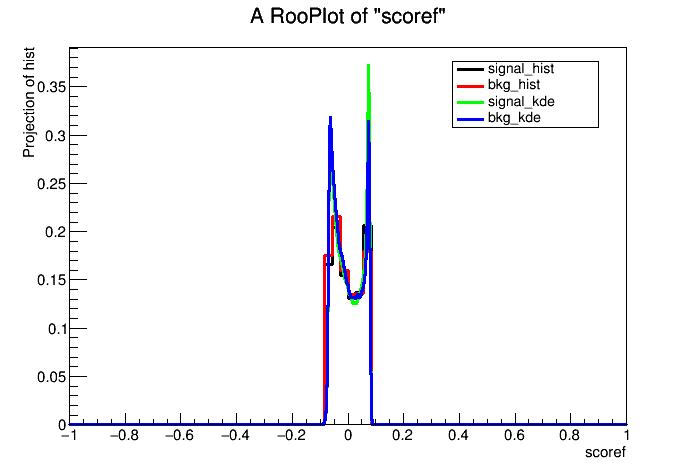 A RooPlot of "scoref"
Projection of hist
signal_hist
bkg_hist
signal_kde
bkg_kde
0.35
0.3
0.25
0.2
0.15
0.1
0.05
0
−1 −0.8 −0.6 −0.4 −0.2 0 0.2 0.4 0.6 0.8 1
scoref